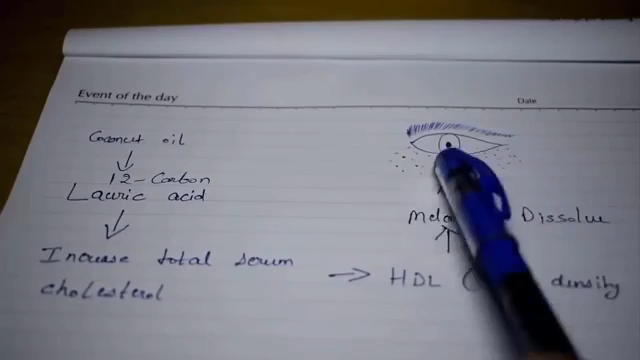 Event of the day
Date
Coconut oil
12-Carbon
Lauric acid
Dissolve
Increase total serum
cholesterol
HDL ( density